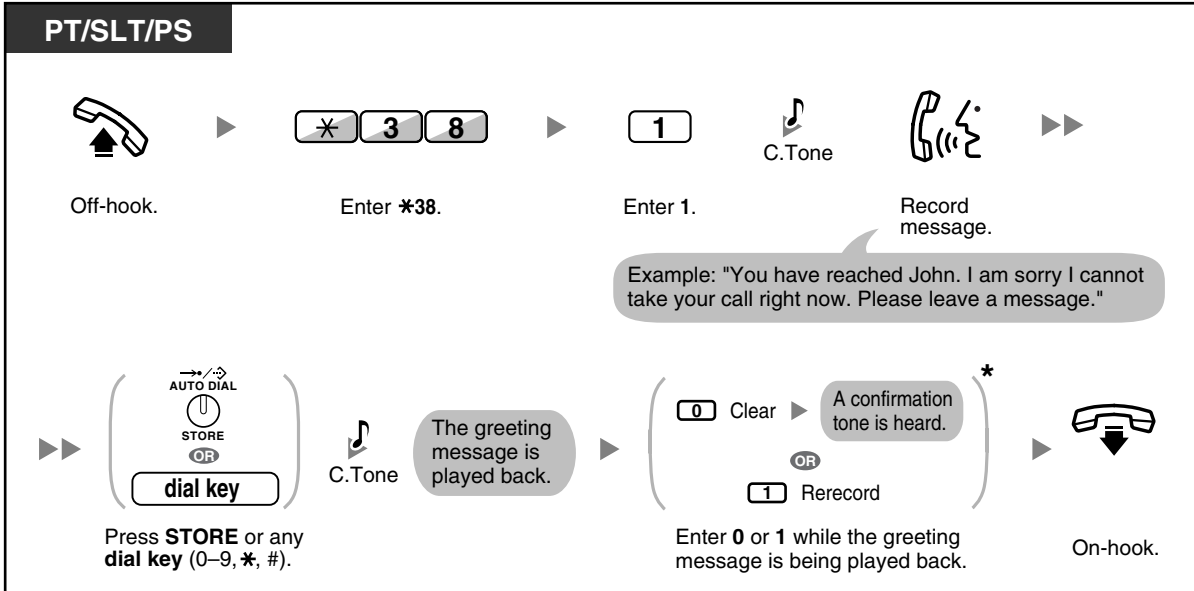 PT/SLT/PS
✳ 3 8
1
C.Tone
Off-hook.
Enter ✳38.
Enter 1.
Record
message.
Example: "You have reached John. I am sorry I cannot
take your call right now. Please leave a message."
AUTO DIAL
STORE
OR
dial key
C.Tone
The greeting
message is
played back.
0 Clear
A confirmation
tone is heard.
*
OR
1 Rerecord
Press STORE or any
dial key (0–9, ✳, #).
Enter 0 or 1 while the greeting
message is being played back.
On-hook.